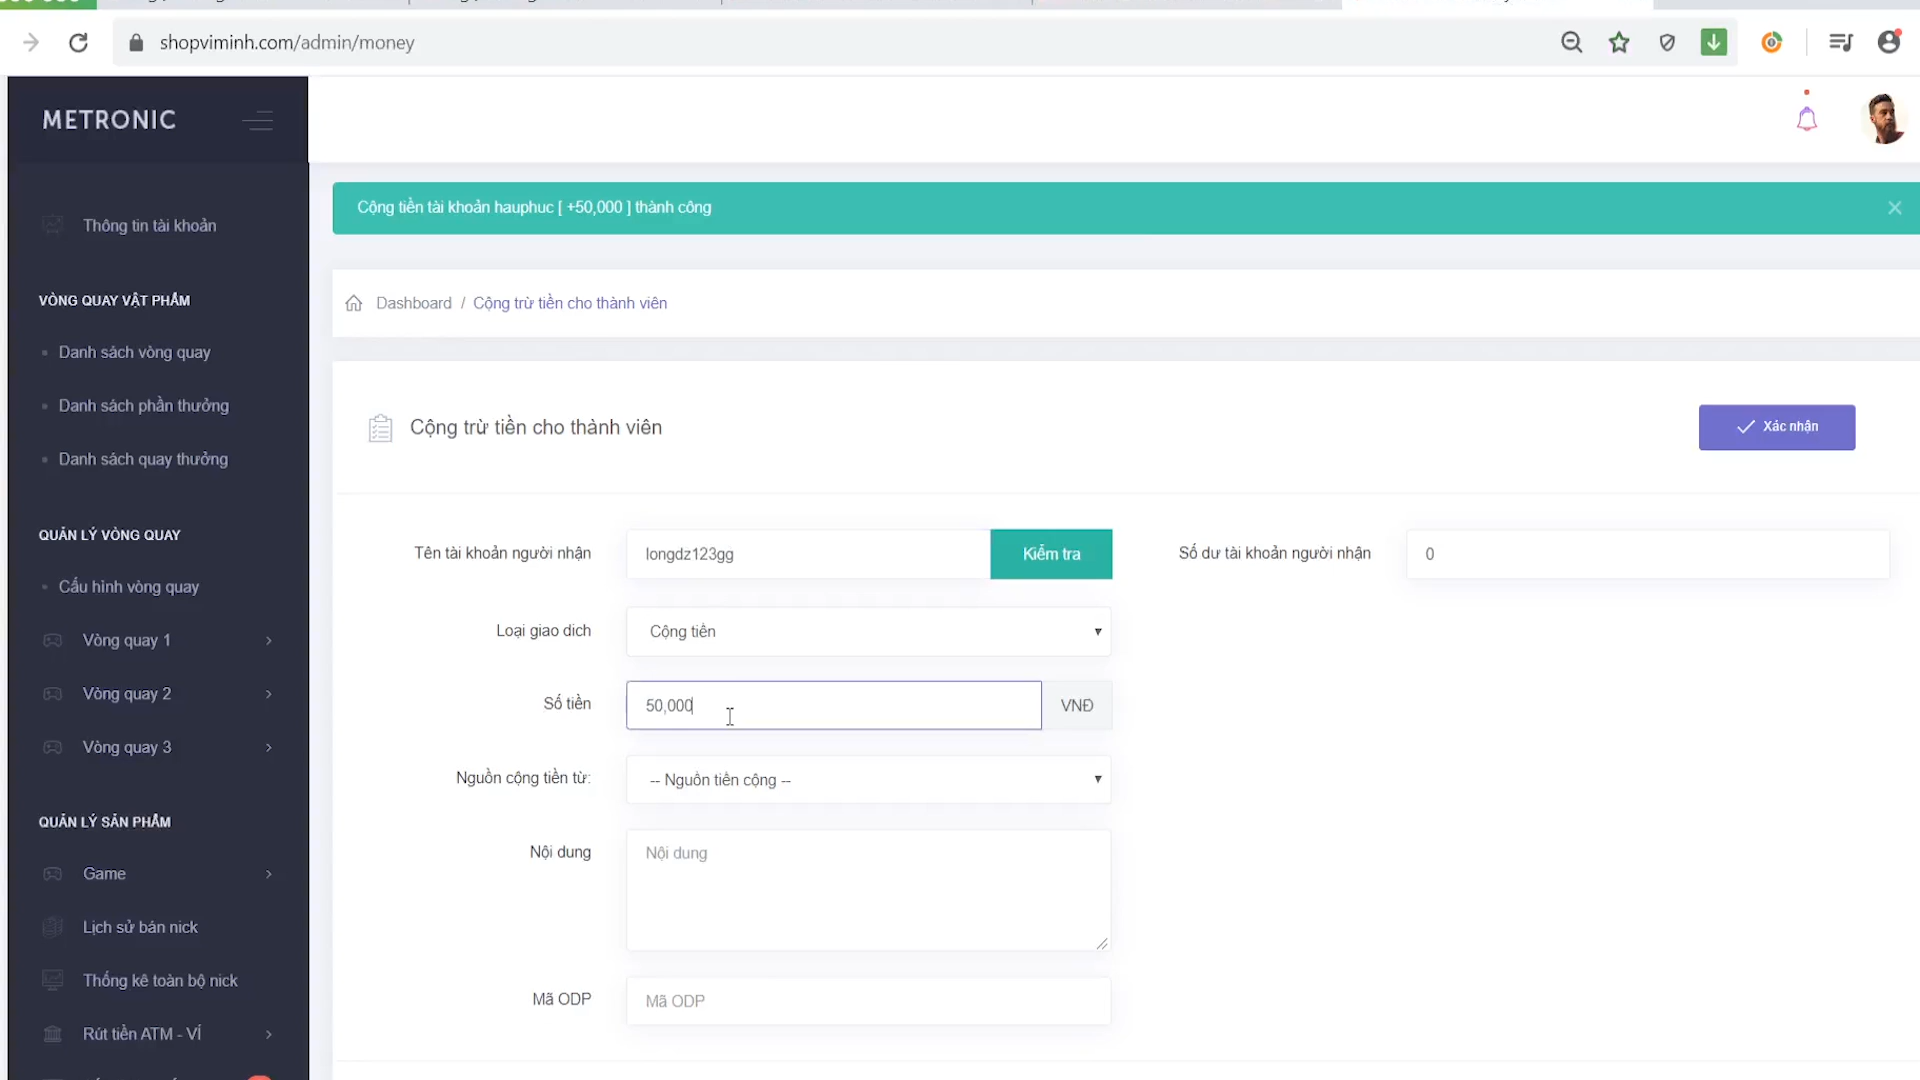 shopviminh.com/admin/money
METRONIC
Cộng tiền tài khoản hauphuc [ +50,000 ] thành công
Thông tin tài khoản
VÒNG QUAY VẬT PHẨM
Danh sách vòng quay
Danh sách phần thưởng
Danh sách quay thưởng
QUẢN LÝ VÒNG QUAY
Cấu hình vòng quay
Vòng quay 1
Vòng quay 2
Vòng quay 3
QUẢN LÝ SẢN PHẨM
Game
Lịch sử bán nick
Thống kê toàn bộ nick
Rút tiền ATM - VÍ
Dashboard / Cộng trừ tiền cho thành viên
Cộng trừ tiền cho thành viên
Xác nhận
Tên tài khoản người nhận
longdz123gg
Kiểm tra
Số dư tài khoản người nhận
0
Loại giao dich
Cộng tiền
Số tiền
50,000
VNĐ
Nguồn cộng tiền từ:
-- Nguồn tiền cộng --
Nội dung
Nội dung
Mã ODP
Mã ODP